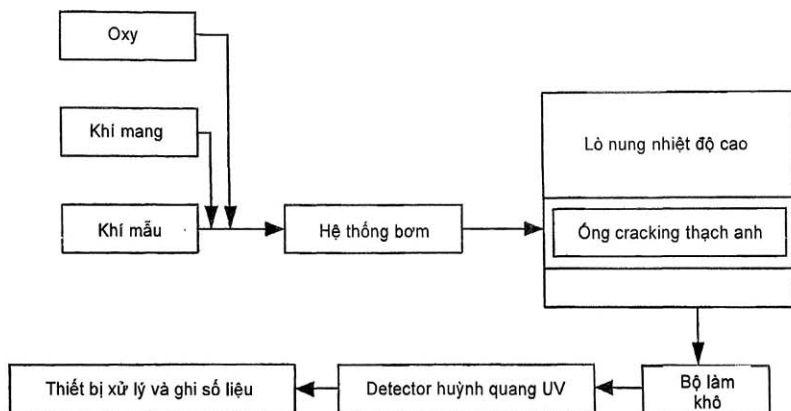 Oxy
Khí mang
Lò nung nhiệt độ cao
Khí mẫu
Hệ thống bơm
Ống cracking thạch anh
Thiết bị xử lý và ghi số liệu
Detector huỳnh quang UV
Bộ làm
khô